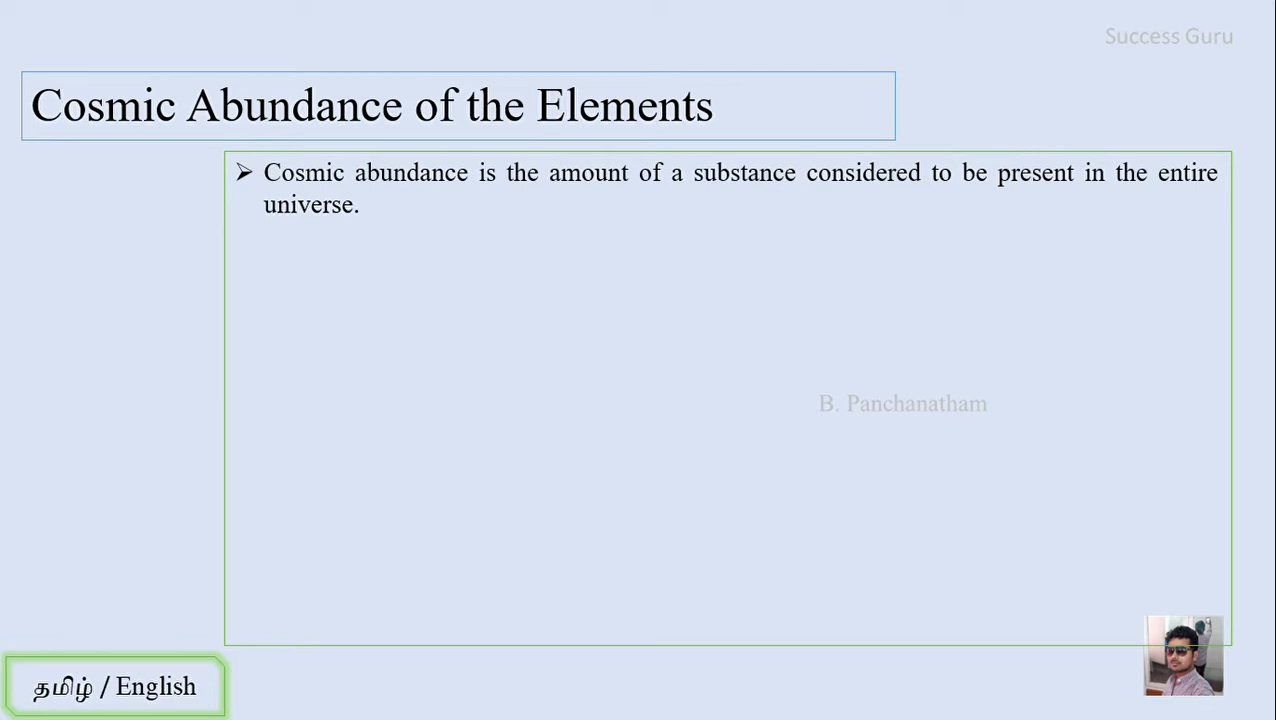 Success Guru
Cosmic Abundance of the Elements
➢ Cosmic abundance is the amount of a substance considered to be present in the entire
universe.
B. Panchanatham
தமிழ் / English